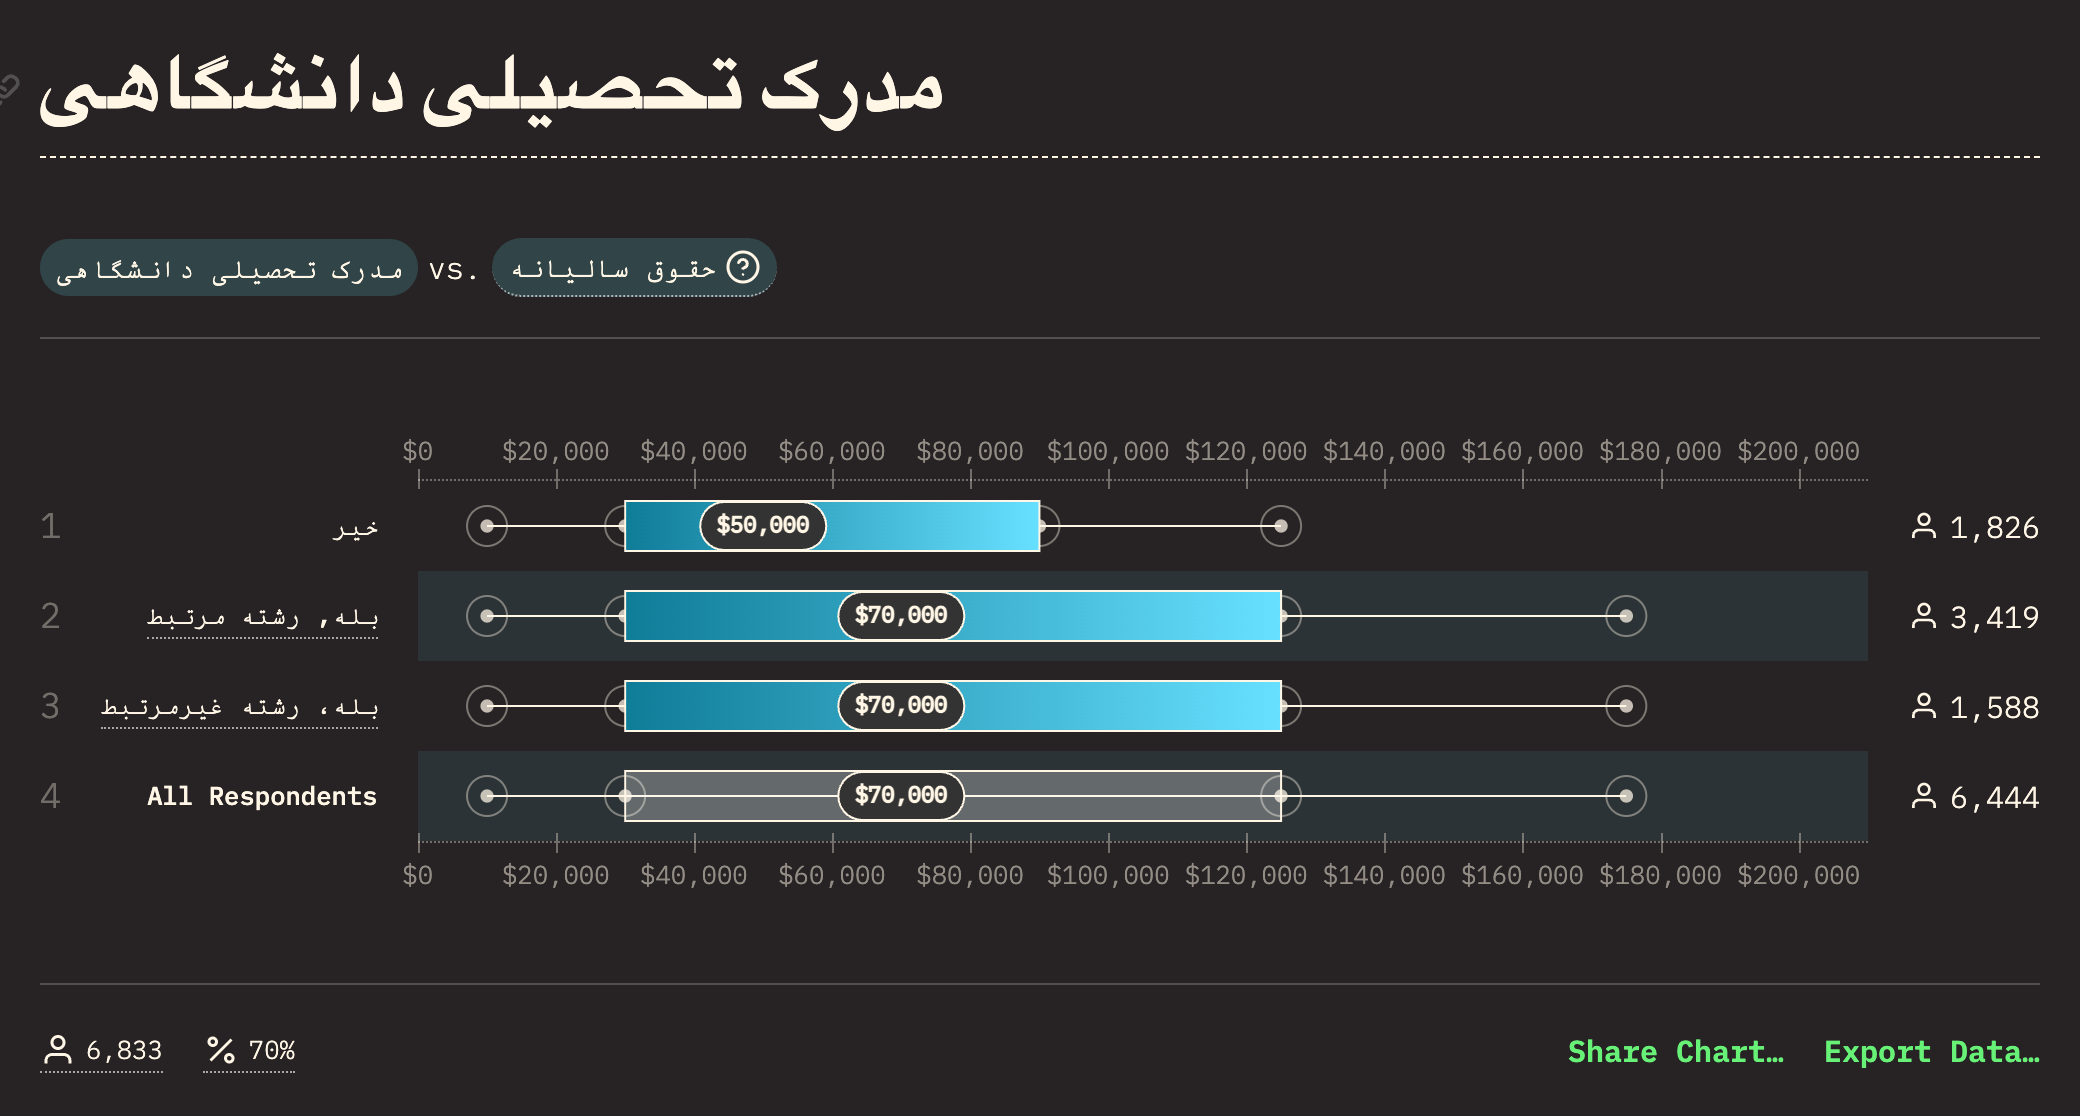 مدرک تحصیلی دانشگاهی
مدرک تحصیلی دانشگاهی vs. حقوق سالیانه
$0 $20,000 $40,000 $60,000 $80,000 $100,000 $120,000 $140,000 $160,000 $180,000 $200,000
1 خیر $50,000 1,826
2 بله, رشته مرتبط $70,000 3,419
3 بله، رشته غیرمرتبط $70,000 1,588
4 All Respondents $70,000 6,444
$0 $20,000 $40,000 $60,000 $80,000 $100,000 $120,000 $140,000 $160,000 $180,000 $200,000
6,833 70% Share Chart… Export Data…